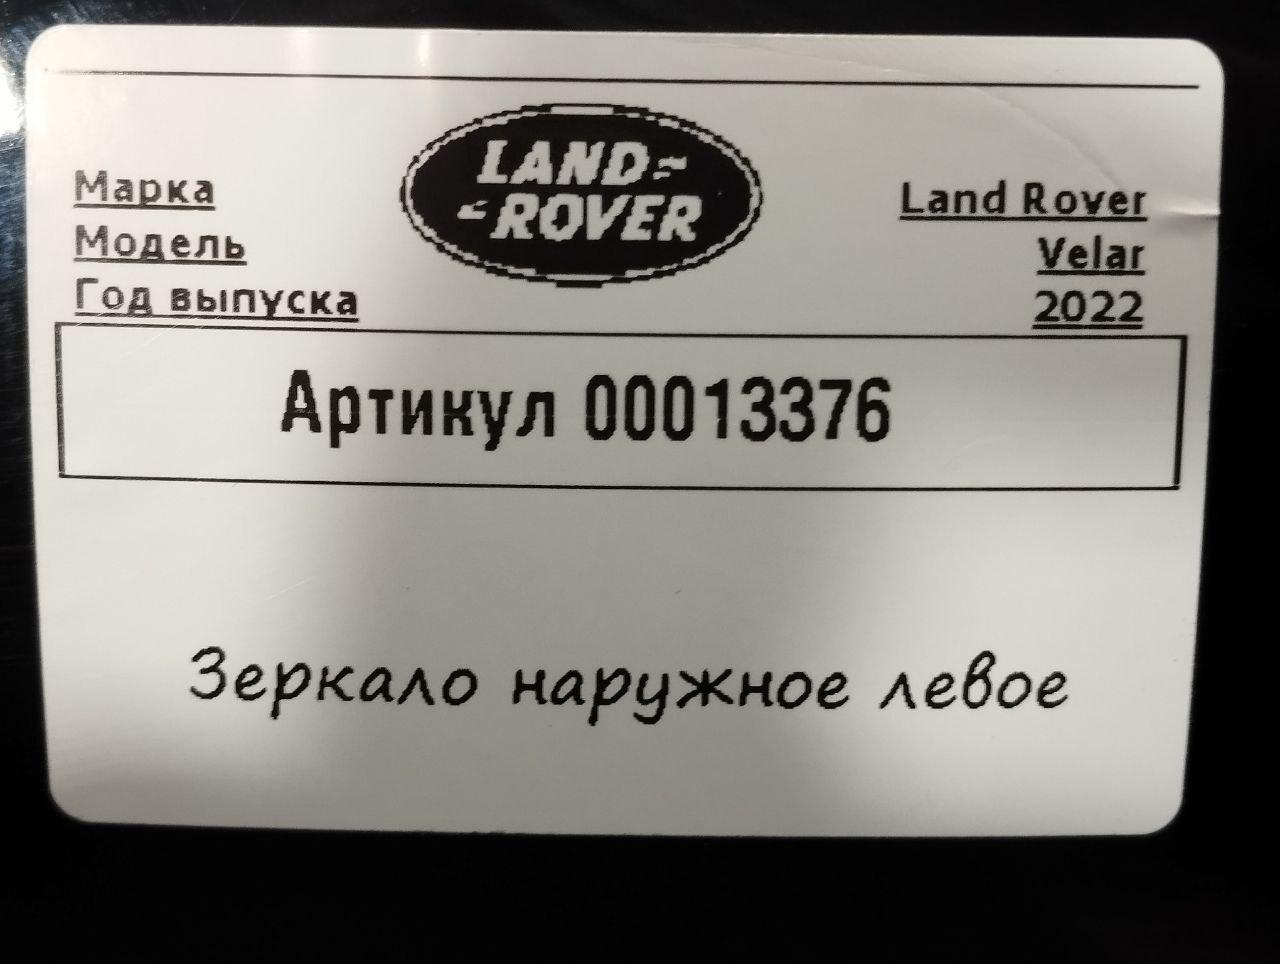 LAND
ROVER
Марка Land Rover
Модель Velar
Год выпуска 2022
Артикул 00013376
Зеркало наружное левое